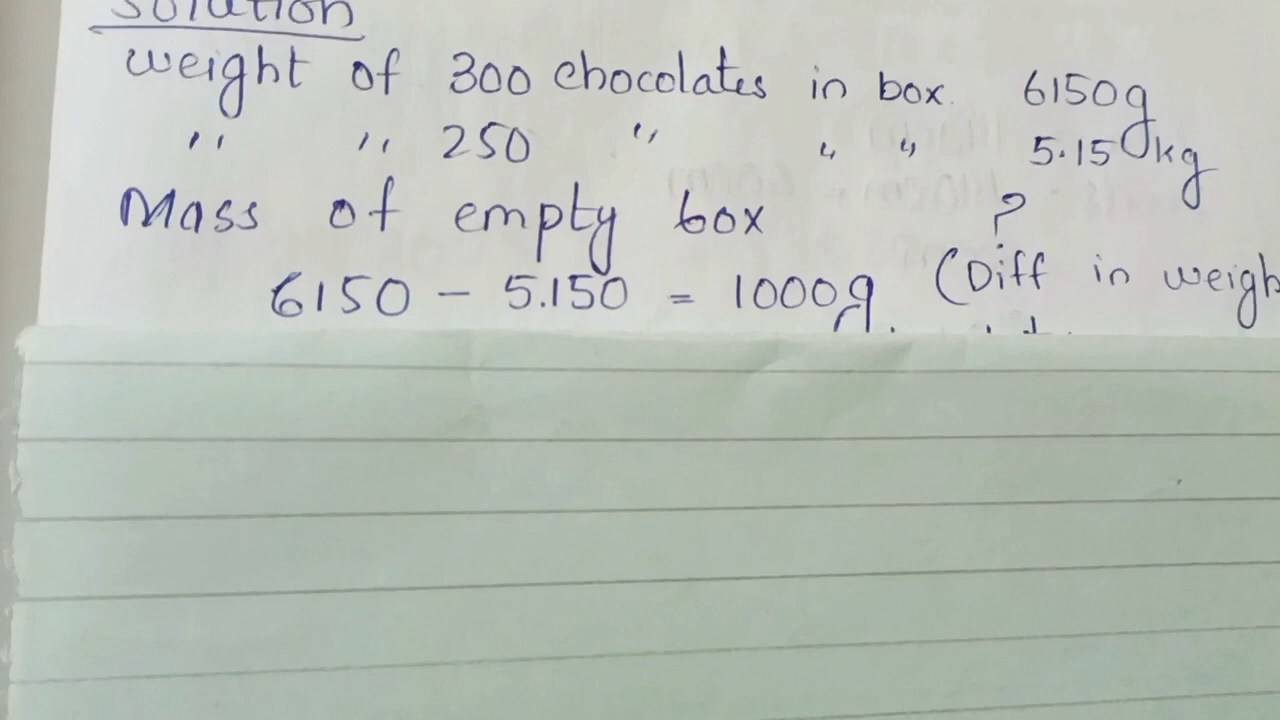 Solution
Weight of 300 chocolates in box. 6150g
" " 250 " " " 5.150kg
Mass of empty box ?
6150 - 5.150 = 1000g (Diff in weigh